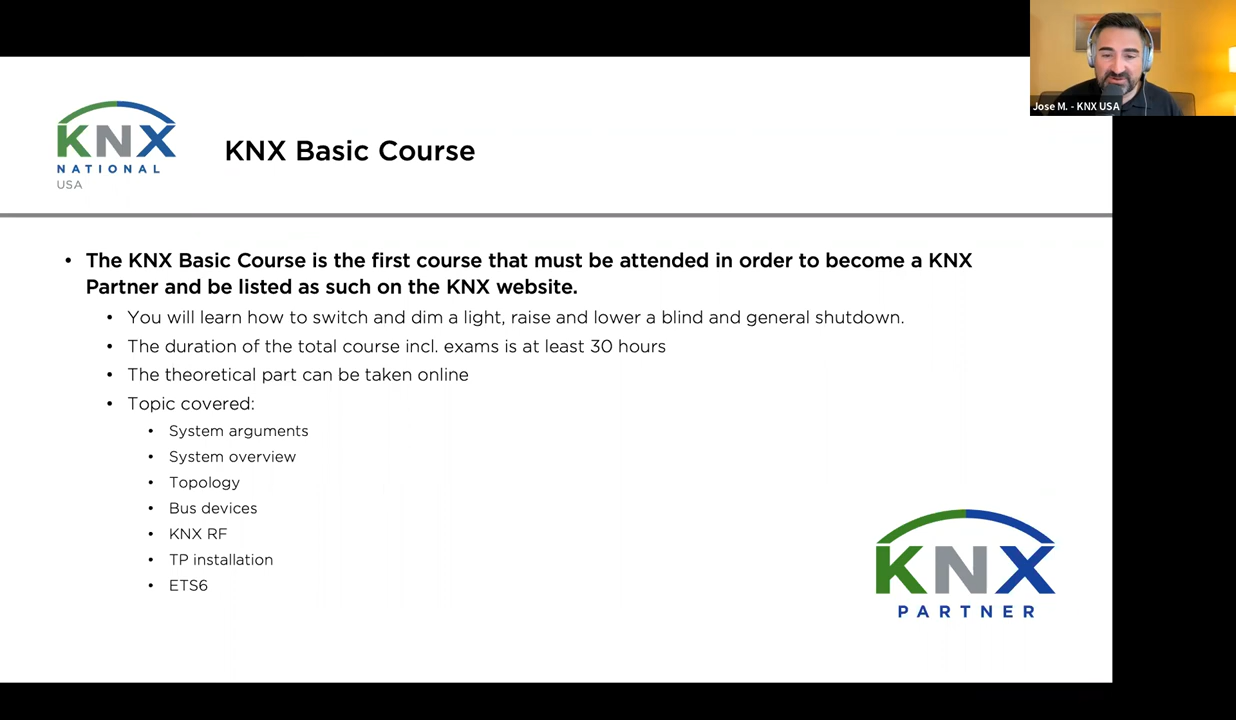 Jose M. - KNX USA
KNX
NATIONAL
USA
KNX Basic Course
• The KNX Basic Course is the first course that must be attended in order to become a KNX
Partner and be listed as such on the KNX website.
• You will learn how to switch and dim a light, raise and lower a blind and general shutdown.
• The duration of the total course incl. exams is at least 30 hours
• The theoretical part can be taken online
• Topic covered:
• System arguments
• System overview
• Topology
• Bus devices
• KNX RF
• TP installation
• ETS6
KNX
PARTNER